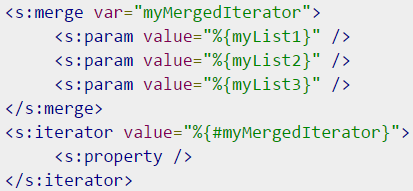 <s:merge var="myMergedIterator">
     <s:param value="%{myList1}" />
     <s:param value="%{myList2}" />
     <s:param value="%{myList3}" />
</s:merge>
<s:iterator value="%{#myMergedIterator}">
     <s:property />
</s:iterator>